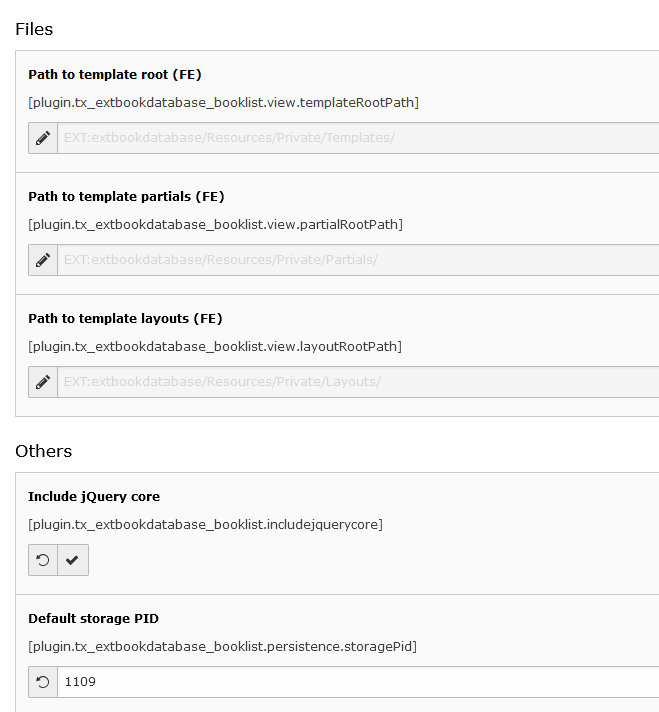 Files
Path to template root (FE)
[plugin.tx_extbookdatabase_booklist.view.templateRootPath]
EXT:extbookdatabase/Resources/Private/Templates/
Path to template partials (FE)
[plugin.tx_extbookdatabase_booklist.view.partialRootPath]
EXT:extbookdatabase/Resources/Private/Partials/
Path to template layouts (FE)
[plugin.tx_extbookdatabase_booklist.view.layoutRootPath]
EXT:extbookdatabase/Resources/Private/Layouts/
Others
Include jQuery core
[plugin.tx_extbookdatabase_booklist.includejquerycore]
Default storage PID
[plugin.tx_extbookdatabase_booklist.persistence.storagePid]
1109